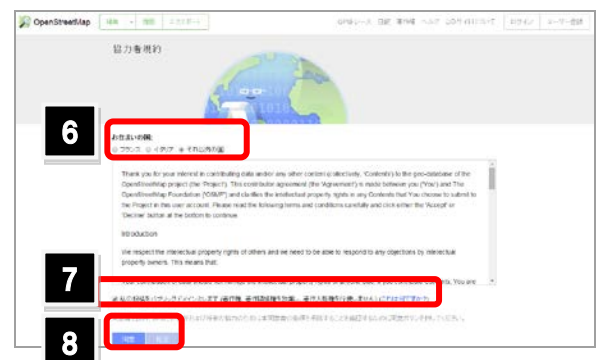 OpenStreetMap 編集 履歴 エクスポート GPSトレース 日記 著作権 ヘルプ このサイトについて ログイン ユーザー登録
協力者規約
6
お住まいの国:
フランス イタリア それ以外の国
Thank you for your interest in contributing data and/or any other content (collectively, 'Contents') to the geo-database of the
OpenStreetMap project (the 'Project'). This contributor agreement (the 'Agreement') is made between you ('You') and The
OpenStreetMap Foundation ('OSMF') and clarifies the intellectual property rights in any Contents that You choose to submit to
the Project in this user account. Please read the following terms and conditions carefully and click either the 'Accept' or
'Decline' button at the bottom to continue.
Introduction
We respect the intellectual property rights of others and we need to be able to respond to any objections by intellectual
property owners. This means that:
7
8
同意